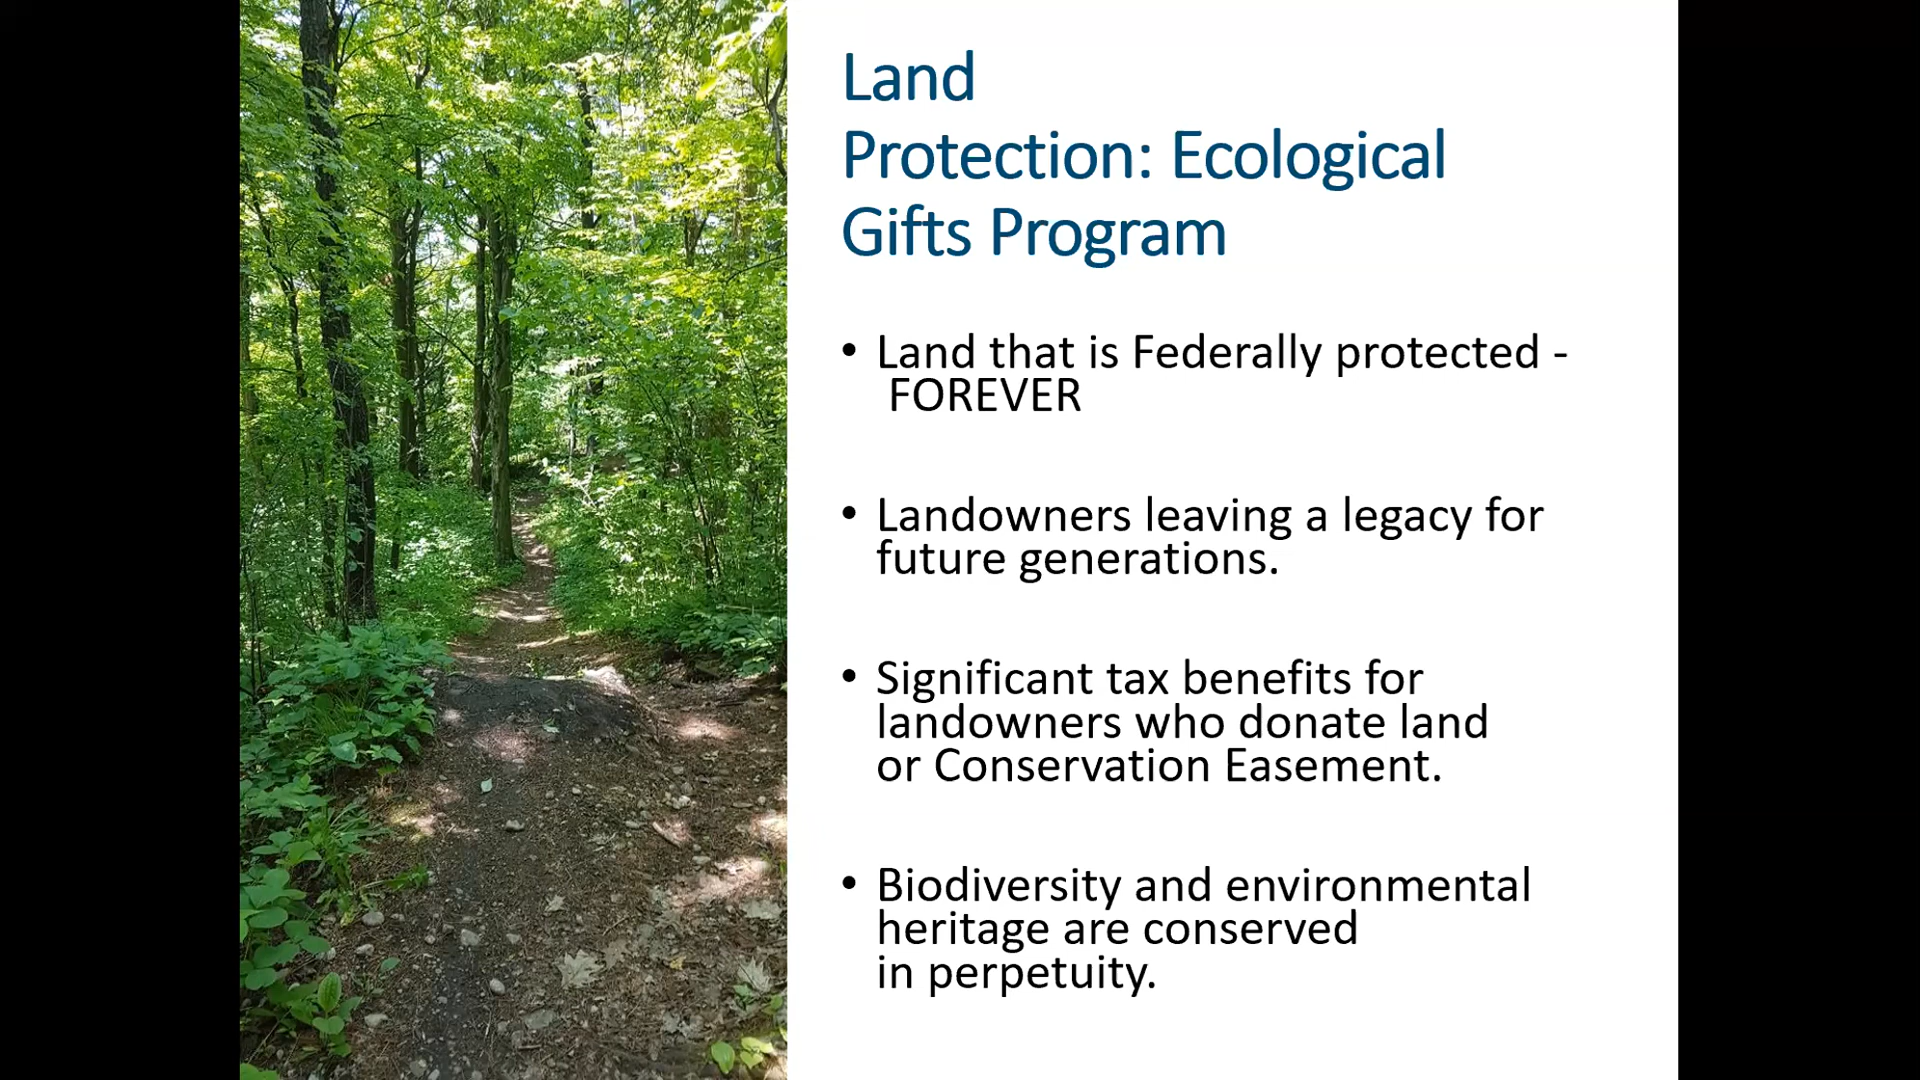 Land
Protection: Ecological
Gifts Program
• Land that is Federally protected -
FOREVER
• Landowners leaving a legacy for
future generations.
• Significant tax benefits for
landowners who donate land
or Conservation Easement.
• Biodiversity and environmental
heritage are conserved
in perpetuity.